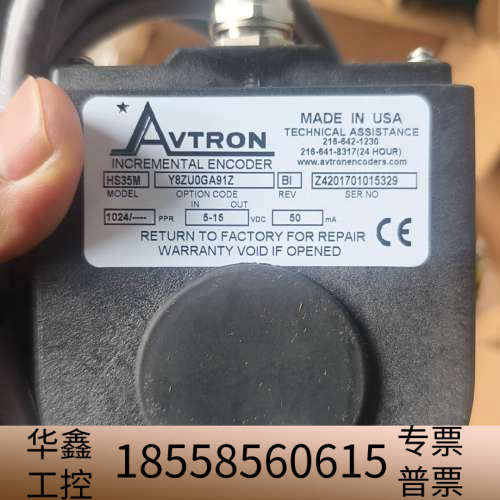 AVTRON
INCREMENTAL ENCODER
MADE IN USA
TECHNICAL ASSISTANCE
216-642-1230
216-641-8317(24 HOUR)
www.avtronencoders.com
HS35M Y8ZU0GA91Z BI Z4201701015329
MODEL OPTION CODE REV SER NO
IN OUT
1024/---- PPR 5-15 VDC 50 mA
RETURN TO FACTORY FOR REPAIR
WARRANTY VOID IF OPENED
CE
华鑫 18558560615 专票
工控 普票